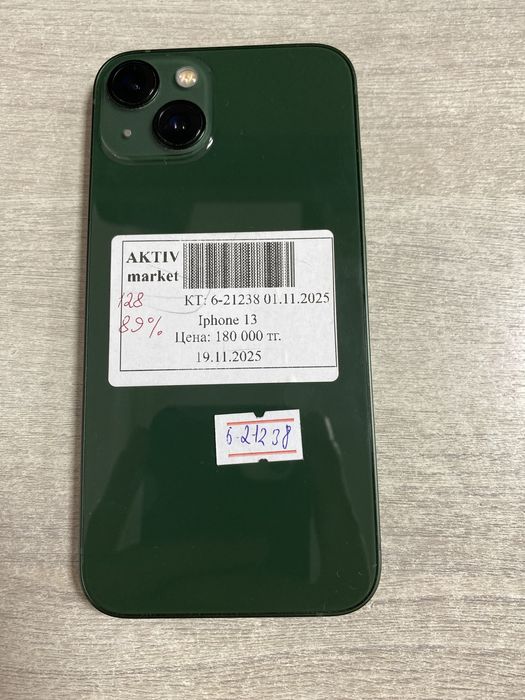 AKTIV
market
128
КТ: 6-21238 01.11.2025
89%
Iphone 13
Цена: 180 000 тг.
19.11.2025
6-21238